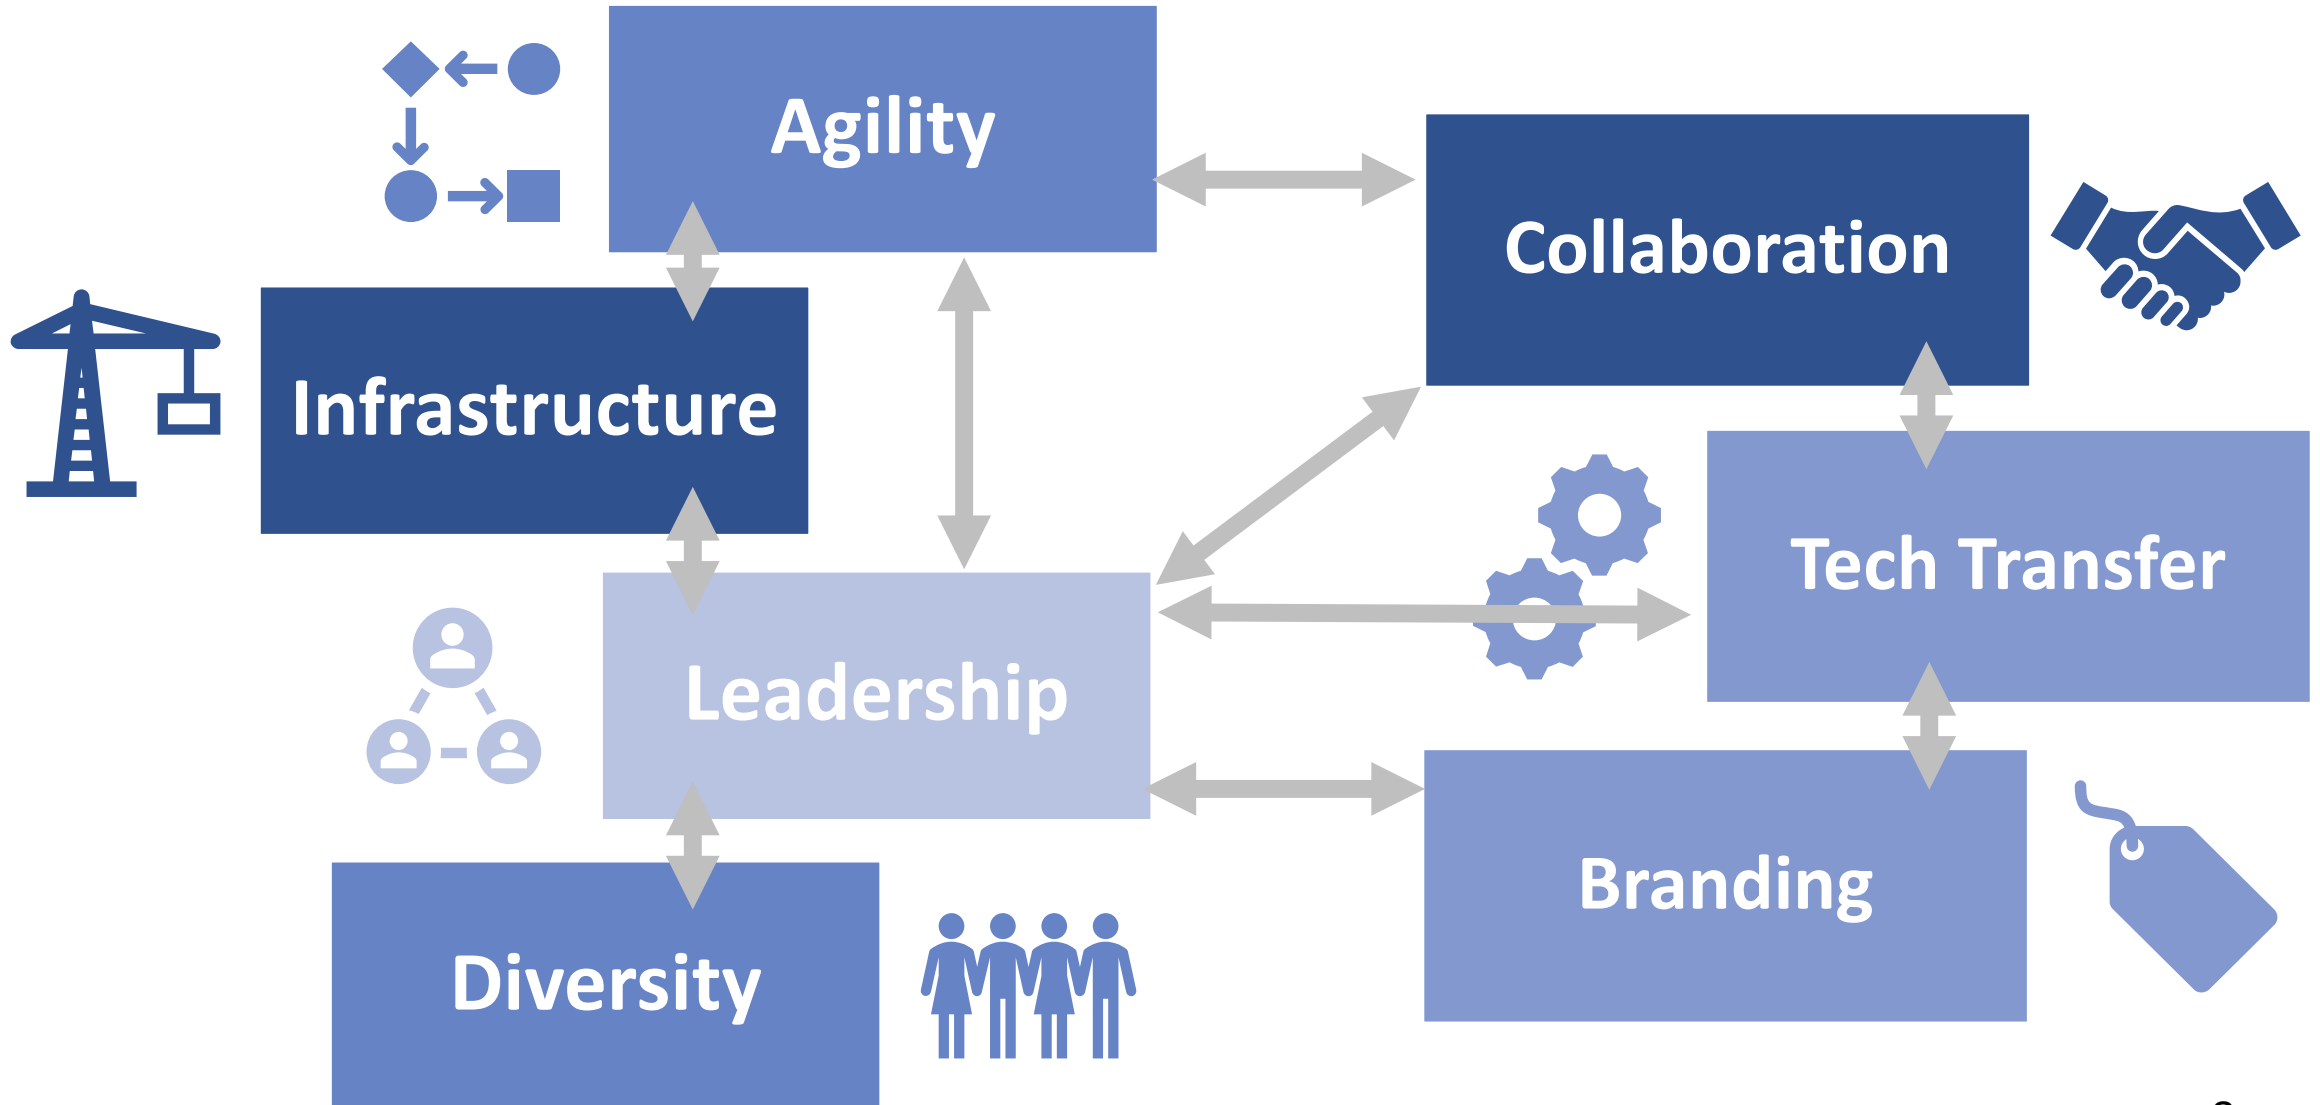 Agility
Collaboration
Infrastructure
Tech Transfer
Leadership
Branding
Diversity